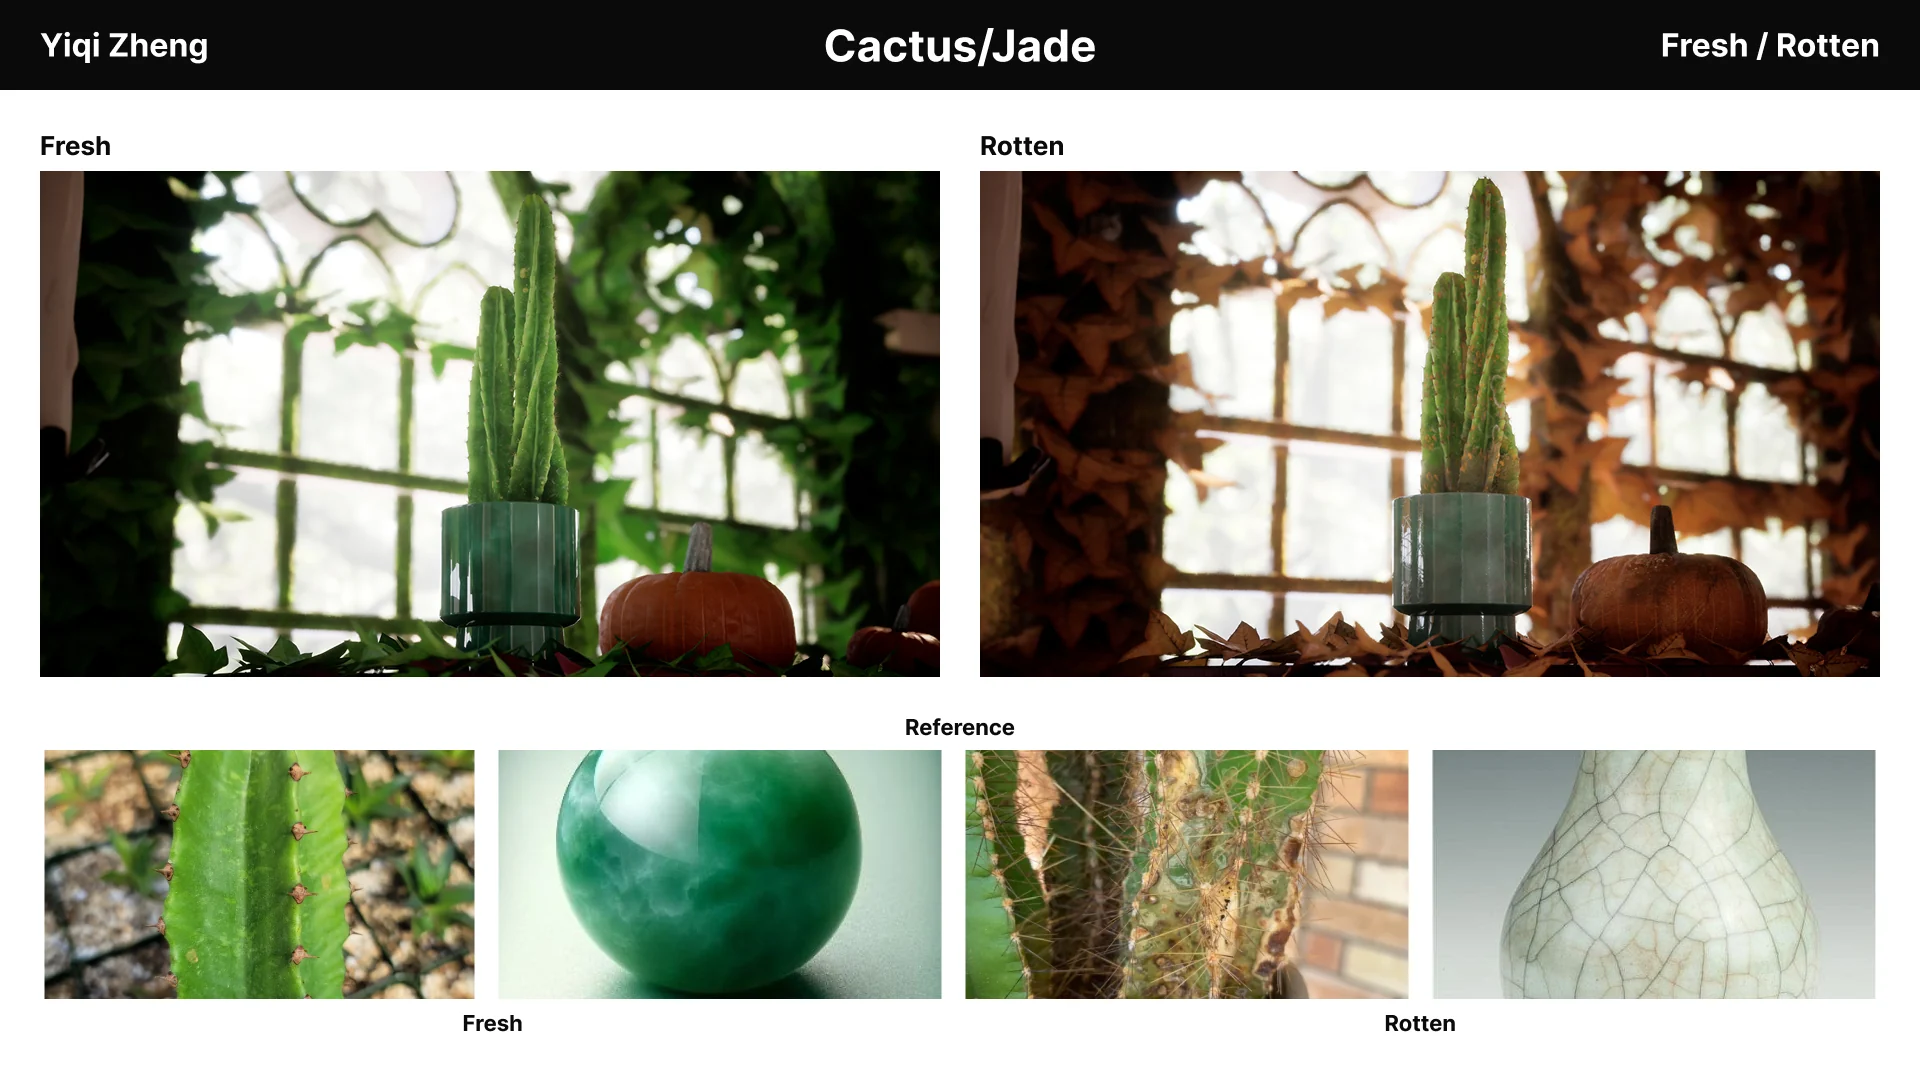 Yiqi Zheng
Cactus/Jade
Fresh / Rotten
Fresh
Rotten
Reference
Fresh
Rotten